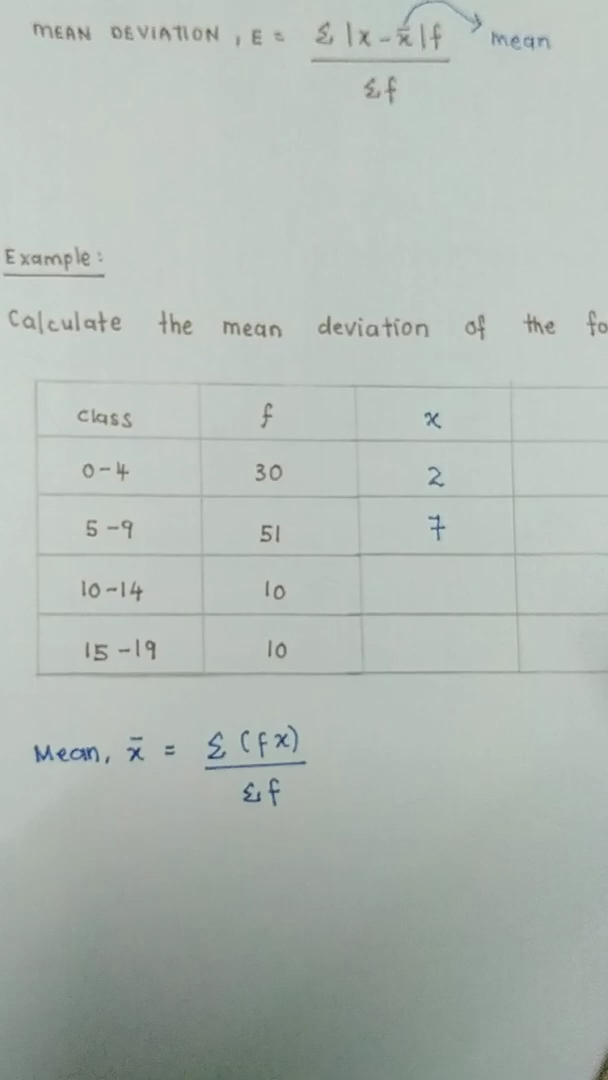 MEAN DEVIATION, E = Σ |x - x̄| f mean
Σf
Example:
Calculate the mean deviation of the fo
class f x
0-4 30 2
5-9 51 7
10-14 10
15-19 10
Mean, x̄ = Σ (fx)
Σf